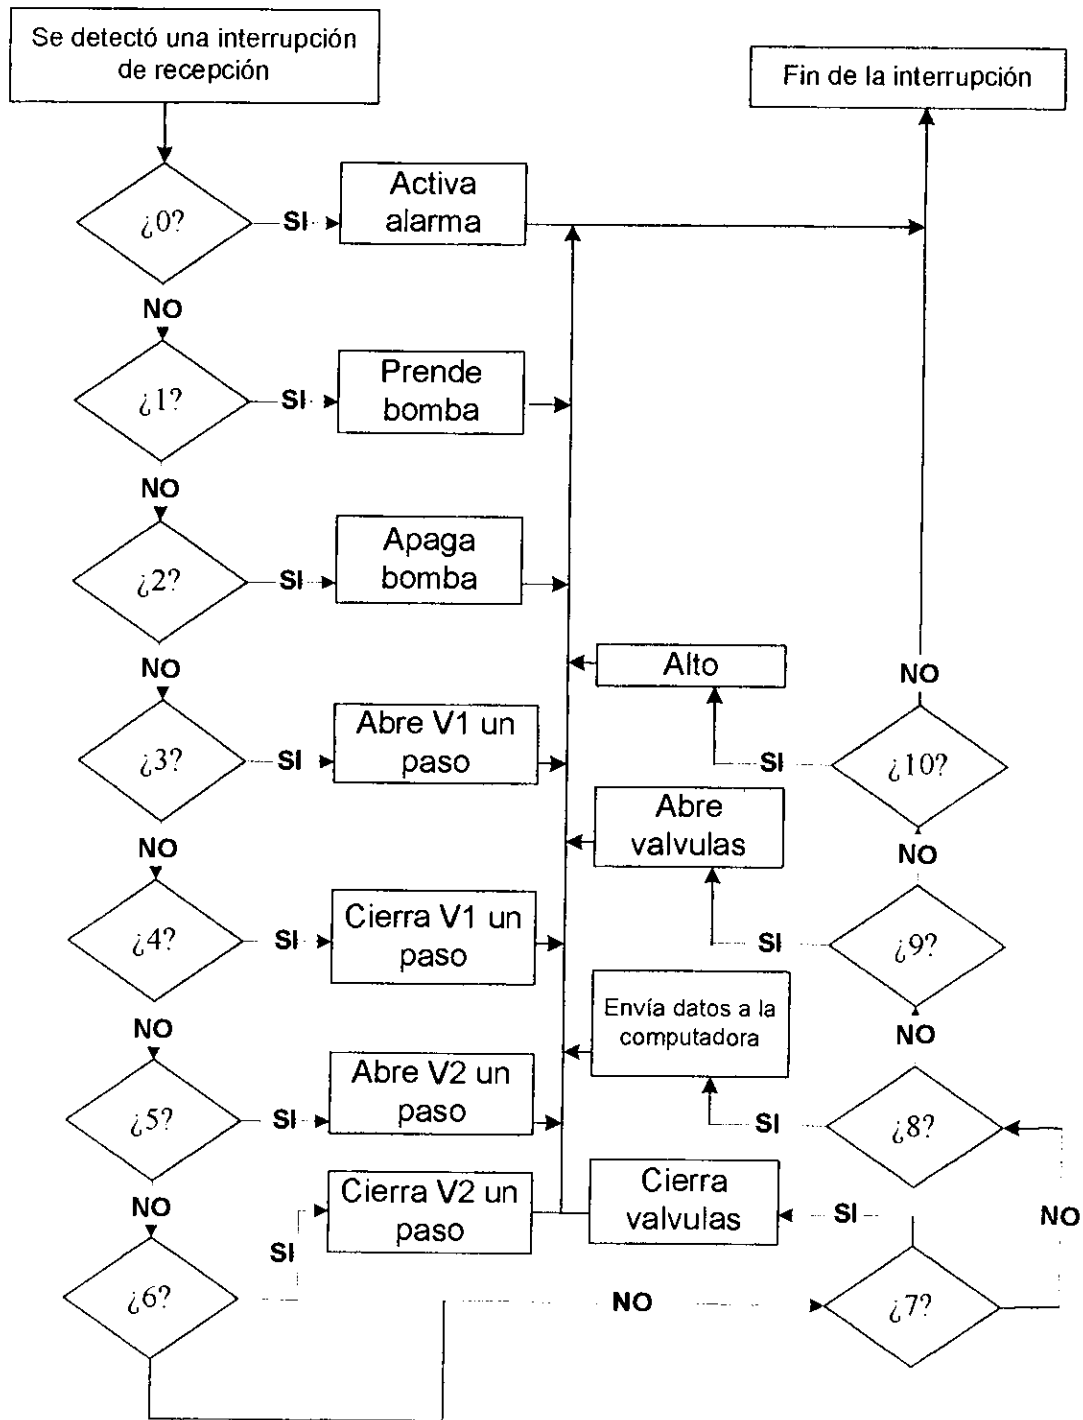 Se detectó una interrupción
de recepción
Fin de la interrupción
¿0?
SI
Activa
alarma
NO
¿1?
SI
Prende
bomba
NO
¿2?
SI
Apaga
bomba
NO
¿3?
SI
Abre V1 un
paso
NO
¿4?
SI
Cierra V1 un
paso
NO
¿5?
SI
Abre V2 un
paso
NO
¿6?
SI
Cierra V2 un
paso
NO
¿7?
SI
Cierra
valvulas
NO
¿8?
SI
Envía datos a la
computadora
NO
¿9?
SI
Abre
valvulas
NO
¿10?
SI
Alto
NO